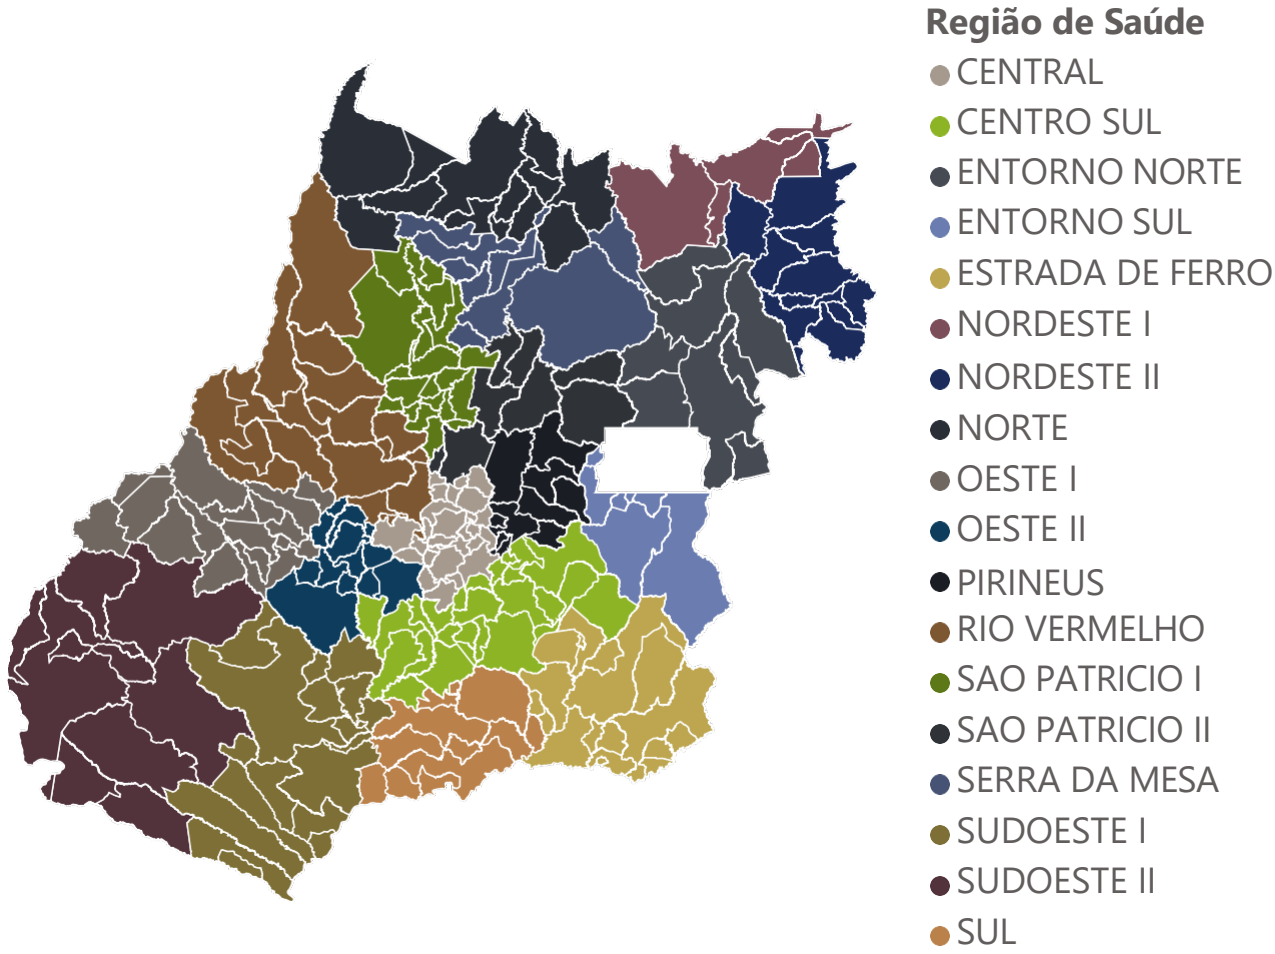 Região de Saúde
CENTRAL
CENTRO SUL
ENTORNO NORTE
ENTORNO SUL
ESTRADA DE FERRO
NORDESTE I
NORDESTE II
NORTE
OESTE I
OESTE II
PIRINEUS
RIO VERMELHO
SAO PATRICIO I
SAO PATRICIO II
SERRA DA MESA
SUDOESTE I
SUDOESTE II
SUL